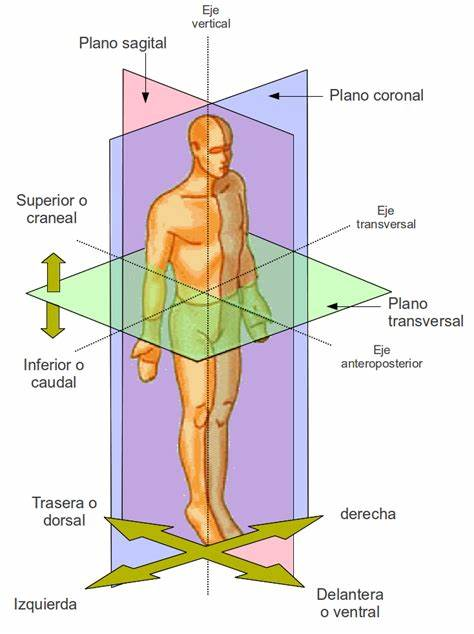 Eje
vertical
Plano sagital
Plano coronal
Superior o
craneal
Eje
transversal
Plano
transversal
Inferior o
caudal
Eje
anteroposterior
Trasera o
dorsal
derecha
Izquierda
Delantera
o ventral